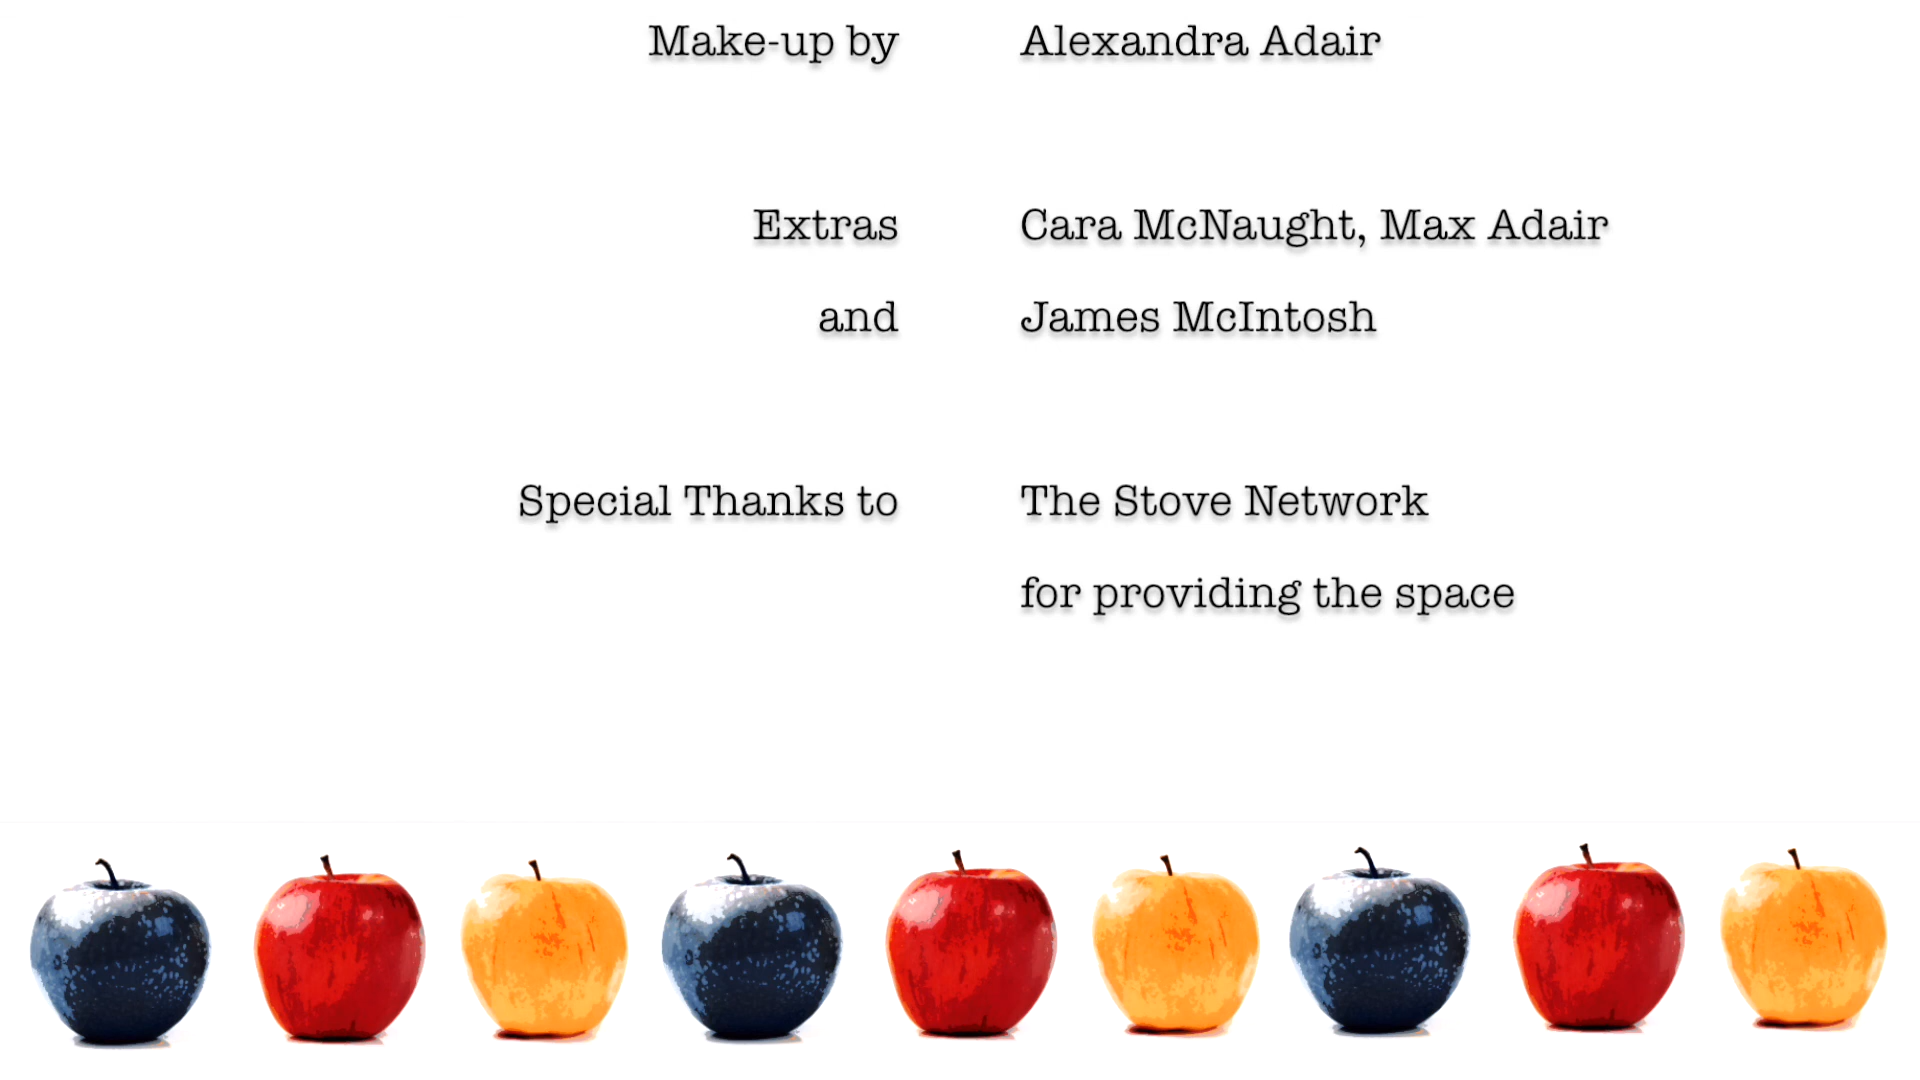 Make-up by Alexandra Adair
Extras Cara McNaught, Max Adair
and James McIntosh
Special Thanks to The Stove Network
for providing the space